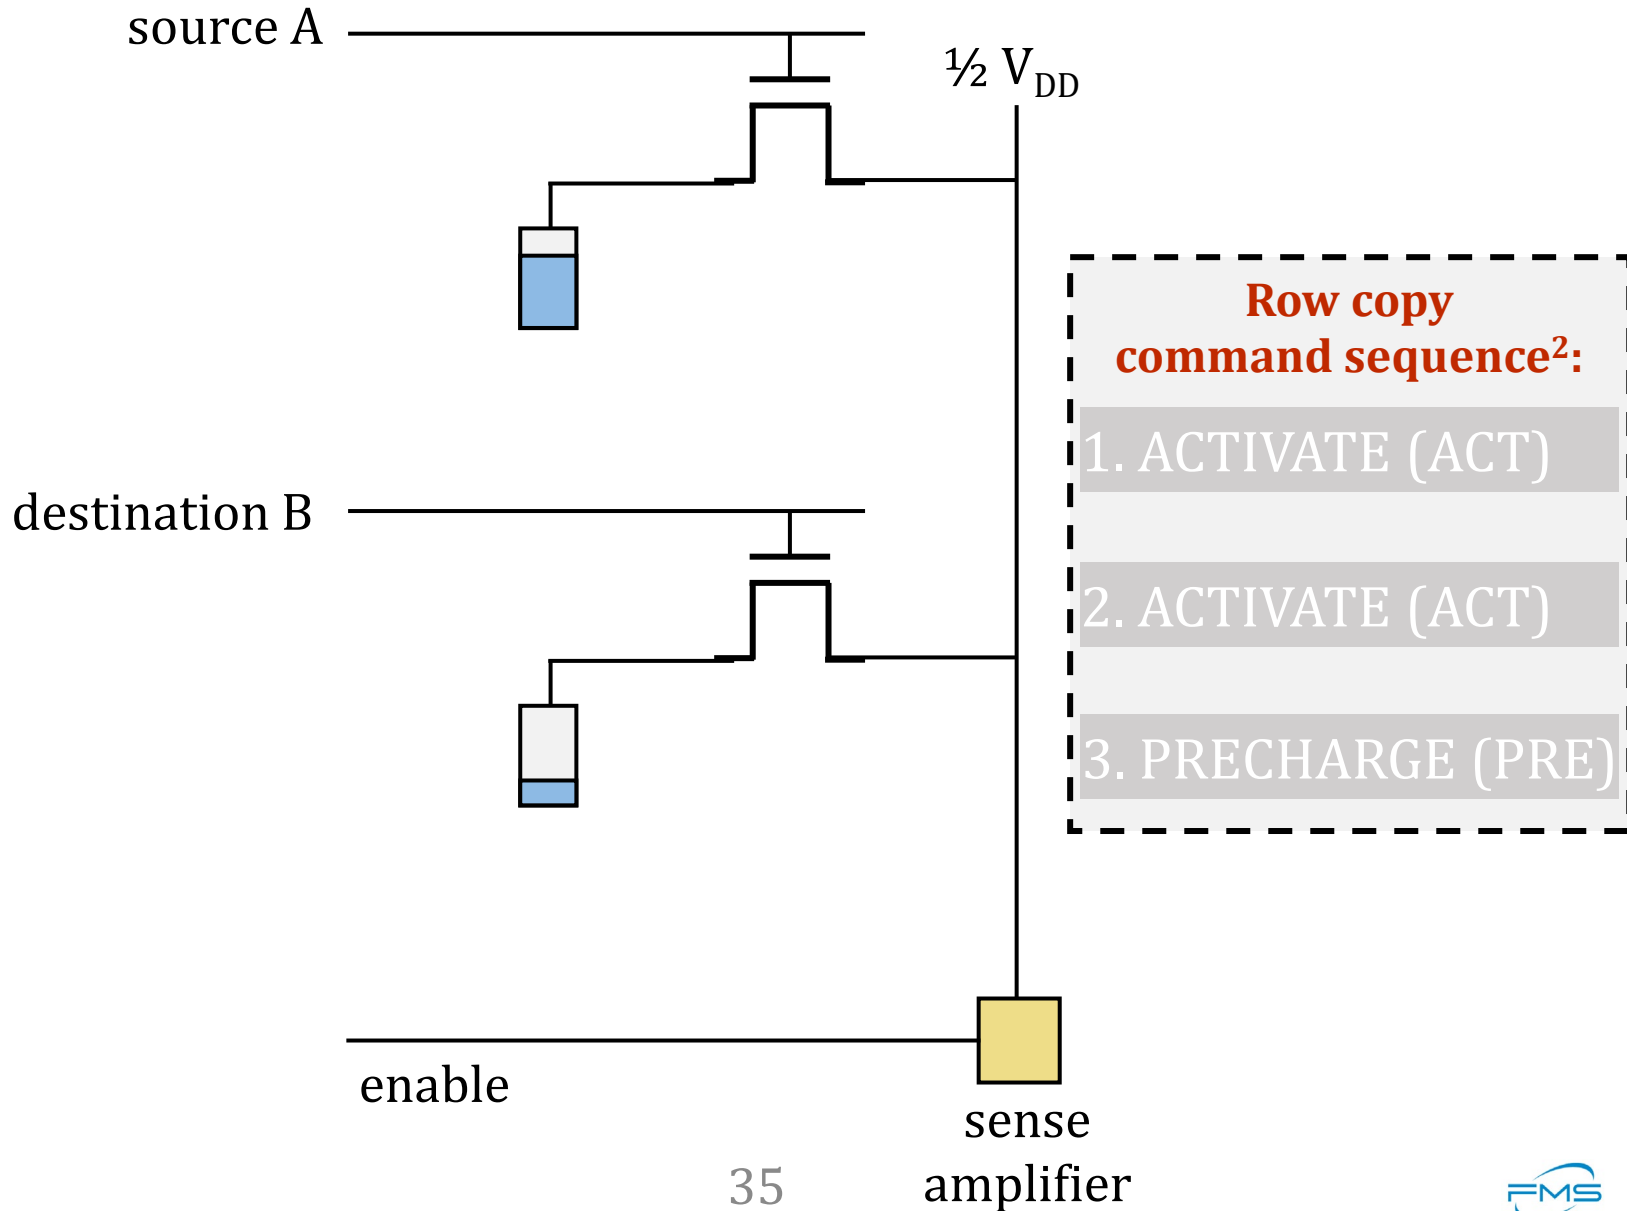 source A
½ V_DD
Row copy
command sequence²:
1. ACTIVATE (ACT)
destination B
2. ACTIVATE (ACT)
3. PRECHARGE (PRE)
enable
sense
amplifier
35
FMS